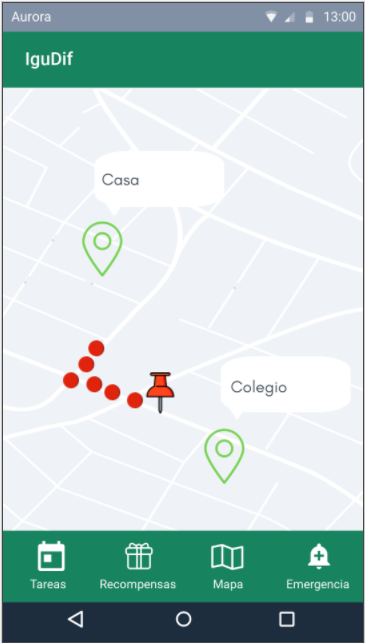 Aurora 13:00
IguDif
Casa
Colegio
Tareas Recompensas Mapa Emergencia